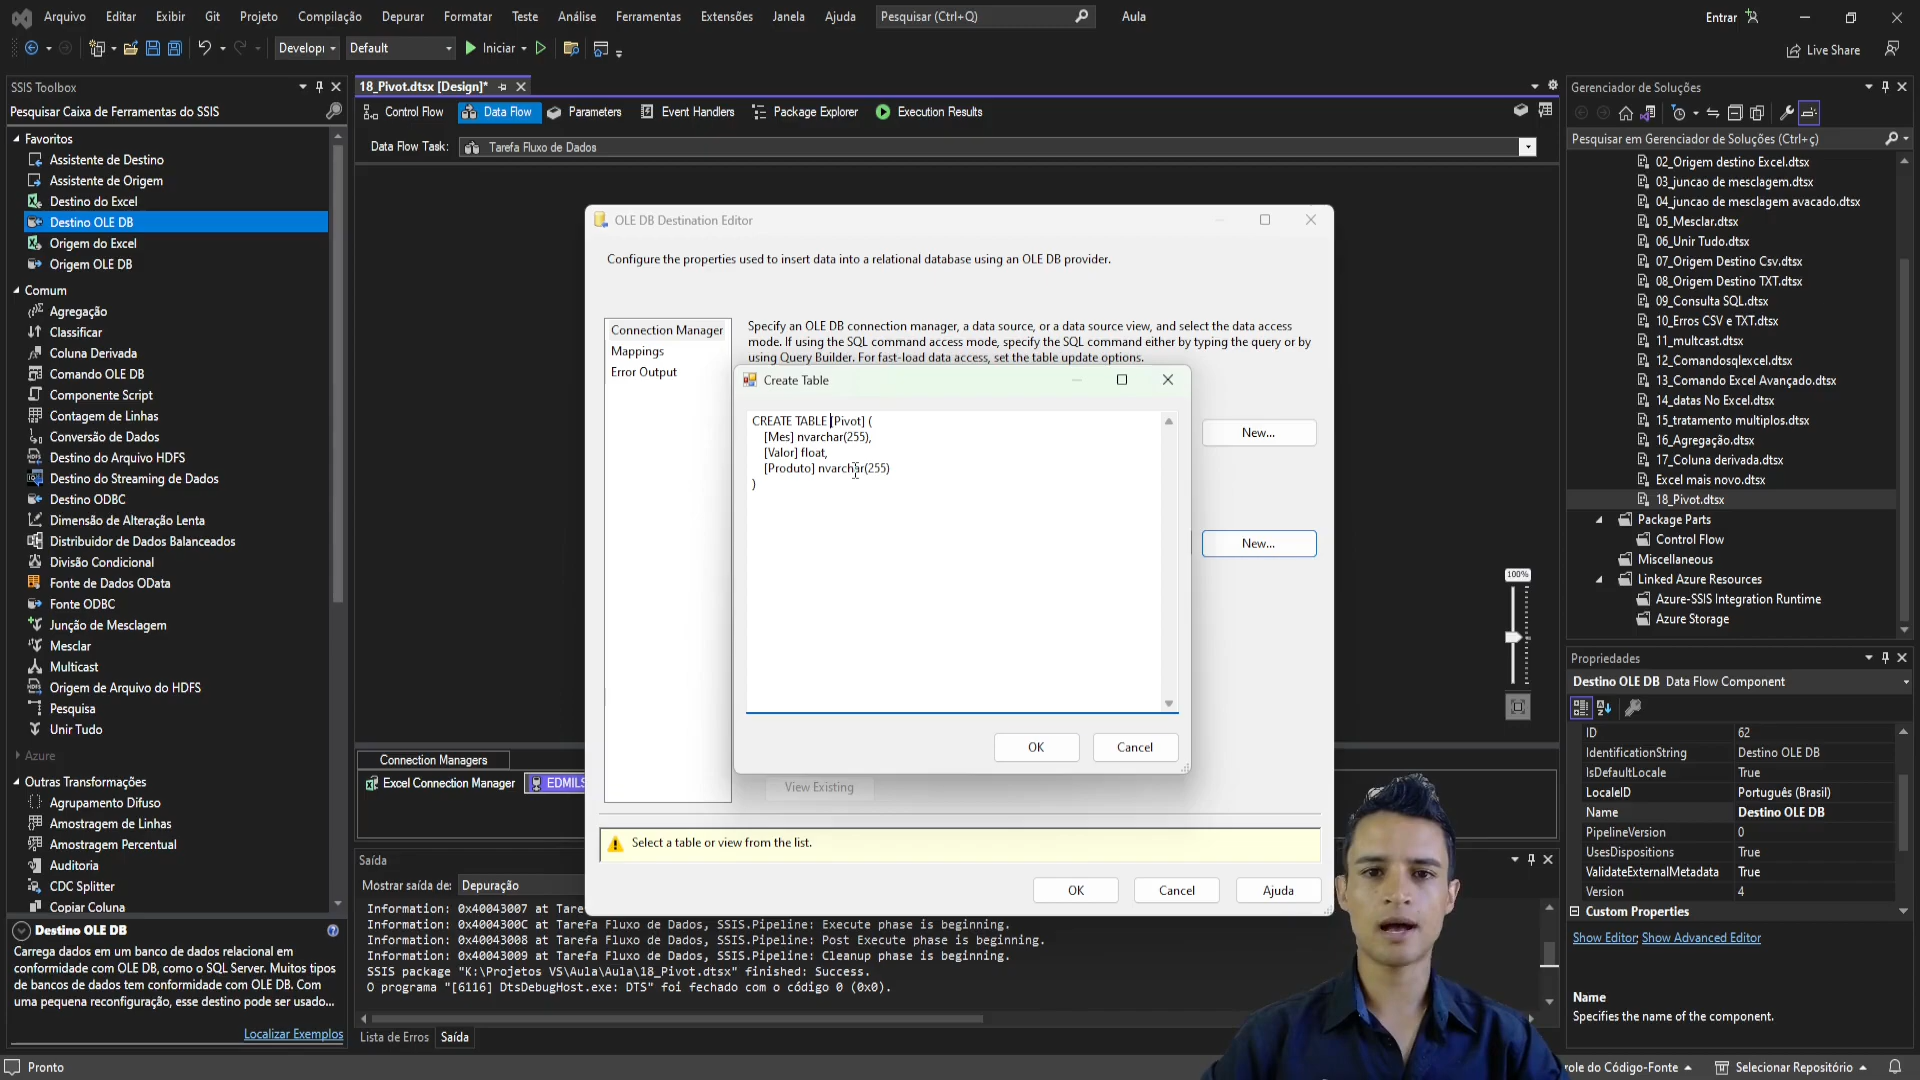 Arquivo Editar Exibir Git Projeto Compilação Depurar Formatar Teste Análise Ferramentas Extensões Janela Ajuda Pesquisar (Ctrl+Q) Aula Entrar
Default Iniciar Live Share
SSIS Toolbox
Pesquisar Caixa de Ferramentas do SSIS
Favoritos
Assistente de Destino
Assistente de Origem
Destino do Excel
Destino OLE DB
Origem do Excel
Origem OLE DB
Comum
Agregação
Classificar
Coluna Derivada
Comando OLE DB
Componente Script
Contagem de Linhas
Conversão de Dados
Destino do Arquivo HDFS
Destino do Streaming de Dados
Destino ODBC
Dimensão de Alteração Lenta
Distribuidor de Dados Balanceados
Divisão Condicional
Fonte de Dados OData
Fonte ODBC
Junção de Mesclagem
Mesclar
Multicast
Origem de Arquivo do HDFS
Pesquisa
Unir Tudo
Azure
Outras Transformações
Agrupamento Difuso
Amostragem de Linhas
Amostragem Percentual
Auditoria
CDC Splitter
Copiar Coluna
Destino OLE DB
Carrega dados em um banco de dados relacional em
conformidade com OLE DB, como o SQL Server. Muitos tipos
de bancos de dados tem conformidade com OLE DB. Com
uma pequena reconfiguração, esse destino pode ser usado...
Localizar Exemplos
18_Pivot.dtsx [Design]*
Control Flow Data Flow Parameters Event Handlers Package Explorer Execution Results
Data Flow Task: Tarefa Fluxo de Dados
OLE DB Destination Editor
Configure the properties used to insert data into a relational database using an OLE DB provider.
Connection Manager
Mappings
Error Output
Specify an OLE DB connection manager, a data source, or a data source view, and select the data access
mode. If using the SQL command access mode, specify the SQL command either by typing the query or by
using Query Builder. For fast-load data access, set the table update options.
Create Table
CREATE TABLE [Pivot] (
[Mes] nvarchar(255),
[Valor] float,
[Produto] nvarchar(255)
)
OK Cancel
New...
New...
View Existing
Select a table or view from the list.
OK Cancel Ajuda
100%
Connection Managers
Excel Connection Manager
Saída
Mostrar saída de: Depuração
Information: 0x40043007 at Tare
Information: 0x4004300C at Tarefa Fluxo de Dados, SSIS.Pipeline: Execute phase is beginning.
Information: 0x40043008 at Tarefa Fluxo de Dados, SSIS.Pipeline: Post Execute phase is beginning.
Information: 0x40043009 at Tarefa Fluxo de Dados, SSIS.Pipeline: Cleanup phase is beginning.
SSIS package "K:\Projetos VS\Aula\Aula\18_Pivot.dtsx" finished: Success.
O programa "[6116] DtsDebugHost.exe: DTS" foi fechado com o código 0 (0x0).
Lista de Erros Saída
Gerenciador de Soluções
Pesquisar em Gerenciador de Soluções (Ctrl+ç)
02_Origem destino Excel.dtsx
03_juncao de mesclagem.dtsx
04_juncao de mesclagem avacado.dtsx
05_Mesclar.dtsx
06_Unir Tudo.dtsx
07_Origem Destino Csv.dtsx
08_Origem Destino TXT.dtsx
09_Consulta SQL.dtsx
10_Erros CSV e TXT.dtsx
11_multcast.dtsx
12_Comandosqlexcel.dtsx
13_Comando Excel Avançado.dtsx
14_datas No Excel.dtsx
15_tratamento multiplos.dtsx
16_Agregação.dtsx
17_Coluna derivada.dtsx
Excel mais novo.dtsx
18_Pivot.dtsx
Package Parts
Control Flow
Miscellaneous
Linked Azure Resources
Azure-SSIS Integration Runtime
Azure Storage
Propriedades
Destino OLE DB Data Flow Component
ID 62
IdentificationString Destino OLE DB
IsDefaultLocale True
LocaleID Português (Brasil)
Name Destino OLE DB
PipelineVersion 0
UsesDispositions True
ValidateExternalMetadata True
Version 4
Custom Properties
Show Editor; Show Advanced Editor
Name
Specifies the name of the component.
Pronto
do Código-Fonte Selecionar Repositório